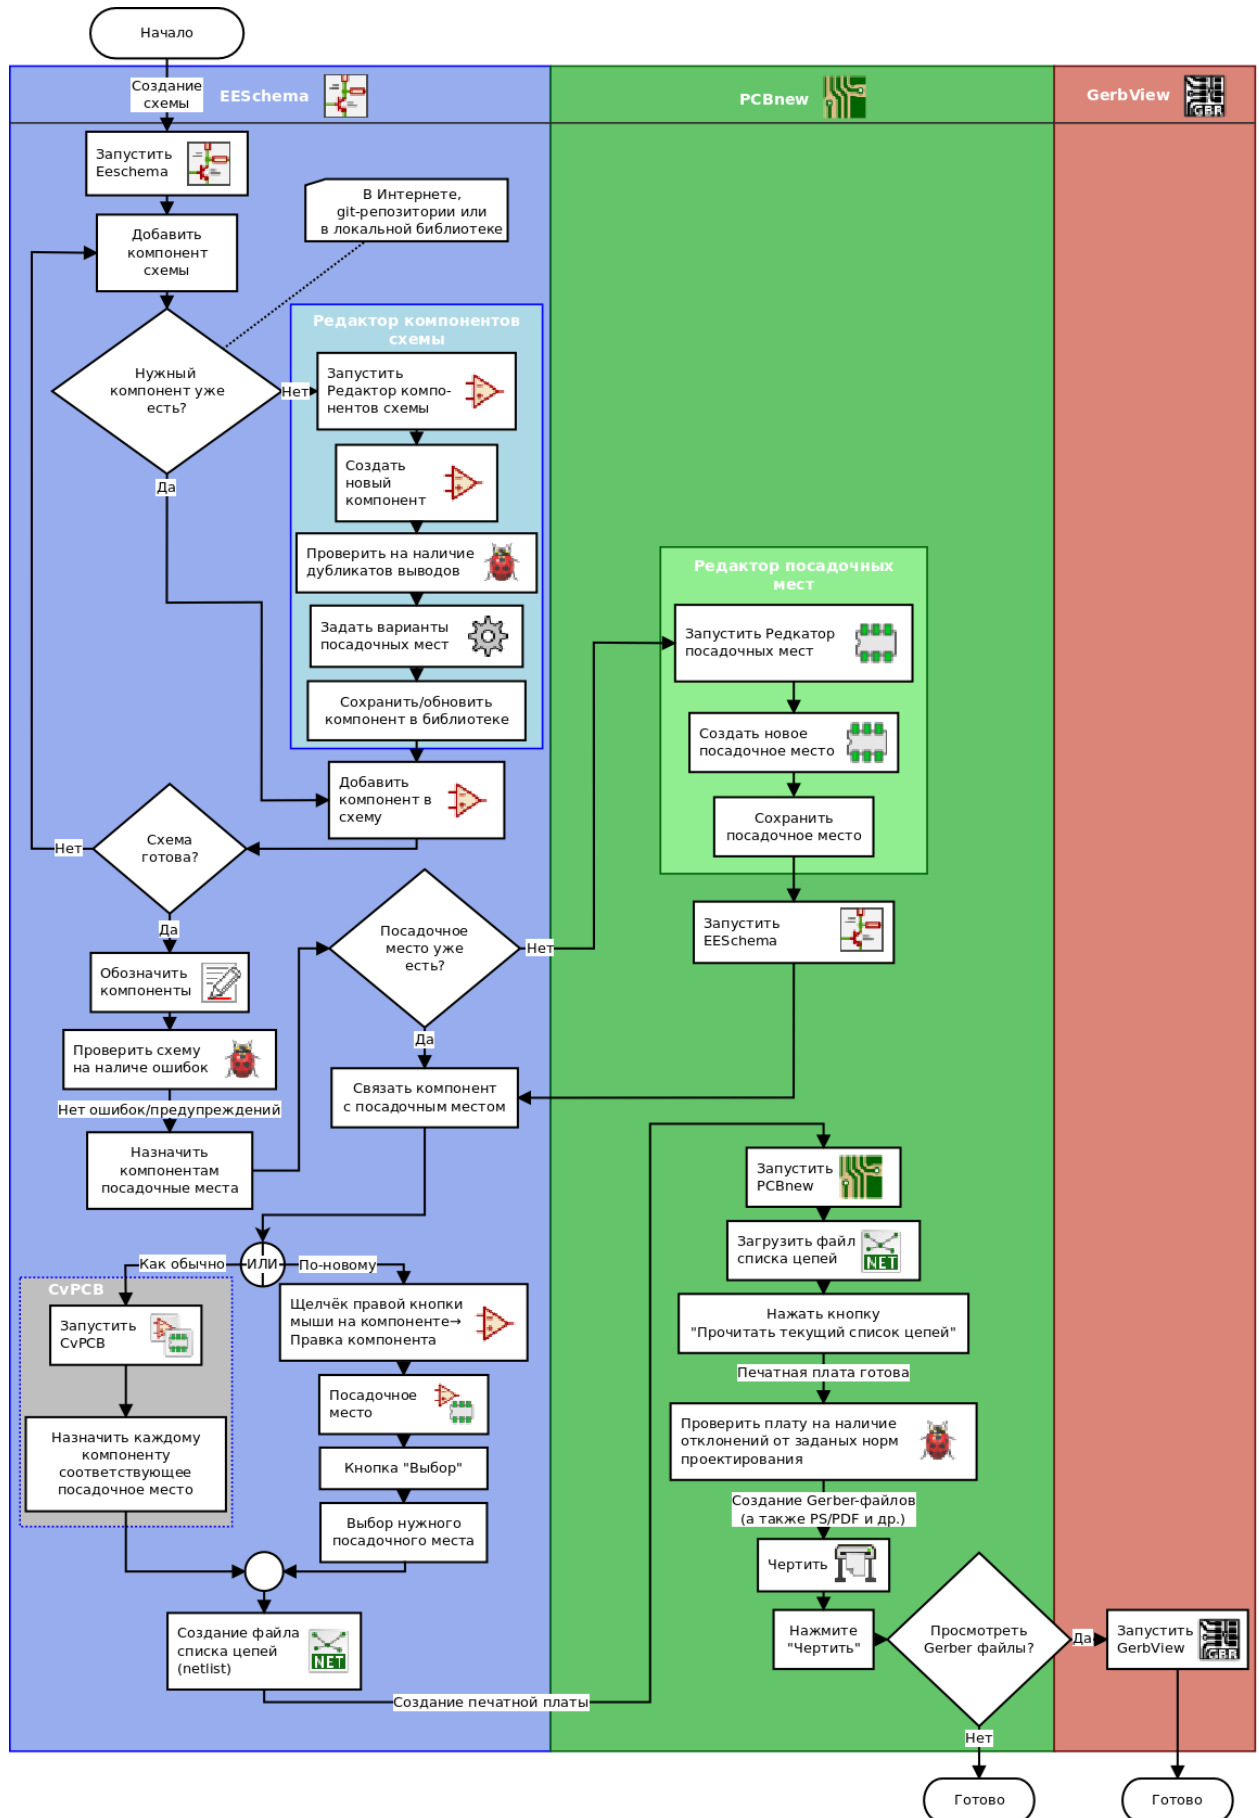 Начало
Создание
схемы
EESchema
PCBnew
GerbView
GBR
Запустить
Eeschema
В Интернете,
git-репозитории или
в локальной библиотеке
Добавить
компонент
схемы
Редактор компонентов
схемы
Нужный
компонент уже
есть?
Нет
Запустить
Редактор компо-
нентов схемы
Да
Создать
новый
компонент
Проверить на наличие
дубликатов выводов
Задать варианты
посадочных мест
Сохранить/обновить
компонент в библиотеке
Добавить
компонент в
схему
Схема
готова?
Нет
Да
Редактор посадочных
мест
Запустить Редкатор
посадочных мест
Создать новое
посадочное место
Сохранить
посадочное место
Запустить
EESchema
Посадочное
место уже
есть?
Нет
Да
Обозначить
компоненты
Проверить схему
на наличе ошибок
Нет ошибок/предупреждений
Назначить
компонентам
посадочные места
Связать компонент
с посадочным местом
ИЛИ
Как обычно
По-новому
CvPCB
Запустить
CvPCB
Назначить каждому
компоненту
соответствующее
посадочное место
Щелчёк правой кнопки
мыши на компоненте→
Правка компонента
Посадочное
место
Кнопка "Выбор"
Выбор нужного
посадочного места
Создание файла
списка цепей
(netlist)
NET
Создание печатной платы
Запустить
PCBnew
Загрузить файл
списка цепей
NET
Нажать кнопку
"Прочитать текущий список цепей"
Печатная плата готова
Проверить плату на наличие
отклонений от заданых норм
проектирования
Создание Gerber-файлов
(а также PS/PDF и др.)
Чертить
Нажмите
"Чертить"
Просмотреть
Gerber файлы?
Да
Запустить
GerbView
GBR
Нет
Готово
Готово